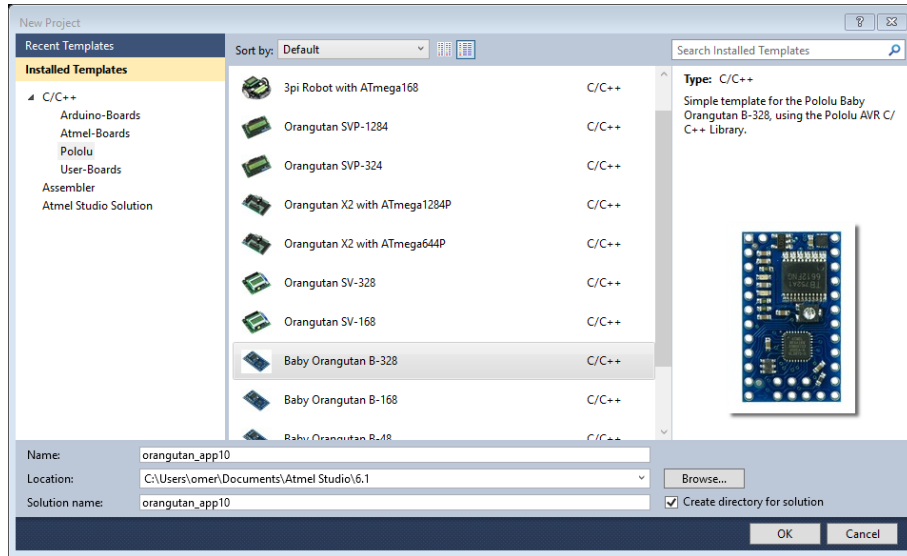 New Project
Recent Templates
Installed Templates
C/C++
Arduino-Boards
Atmel-Boards
Pololu
User-Boards
Assembler
Atmel Studio Solution
Sort by: Default
3pi Robot with ATmega168 C/C++
Orangutan SVP-1284 C/C++
Orangutan SVP-324 C/C++
Orangutan X2 with ATmega1284P C/C++
Orangutan X2 with ATmega644P C/C++
Orangutan SV-328 C/C++
Orangutan SV-168 C/C++
Baby Orangutan B-328 C/C++
Baby Orangutan B-168 C/C++
Baby Orangutan B-48 C/C++
Search Installed Templates
Type: C/C++
Simple template for the Pololu Baby
Orangutan B-328, using the Pololu AVR C/
C++ Library.
Name: orangutan_app10
Location: C:\Users\omer\Documents\Atmel Studio\6.1
Browse...
Solution name: orangutan_app10
Create directory for solution
OK Cancel